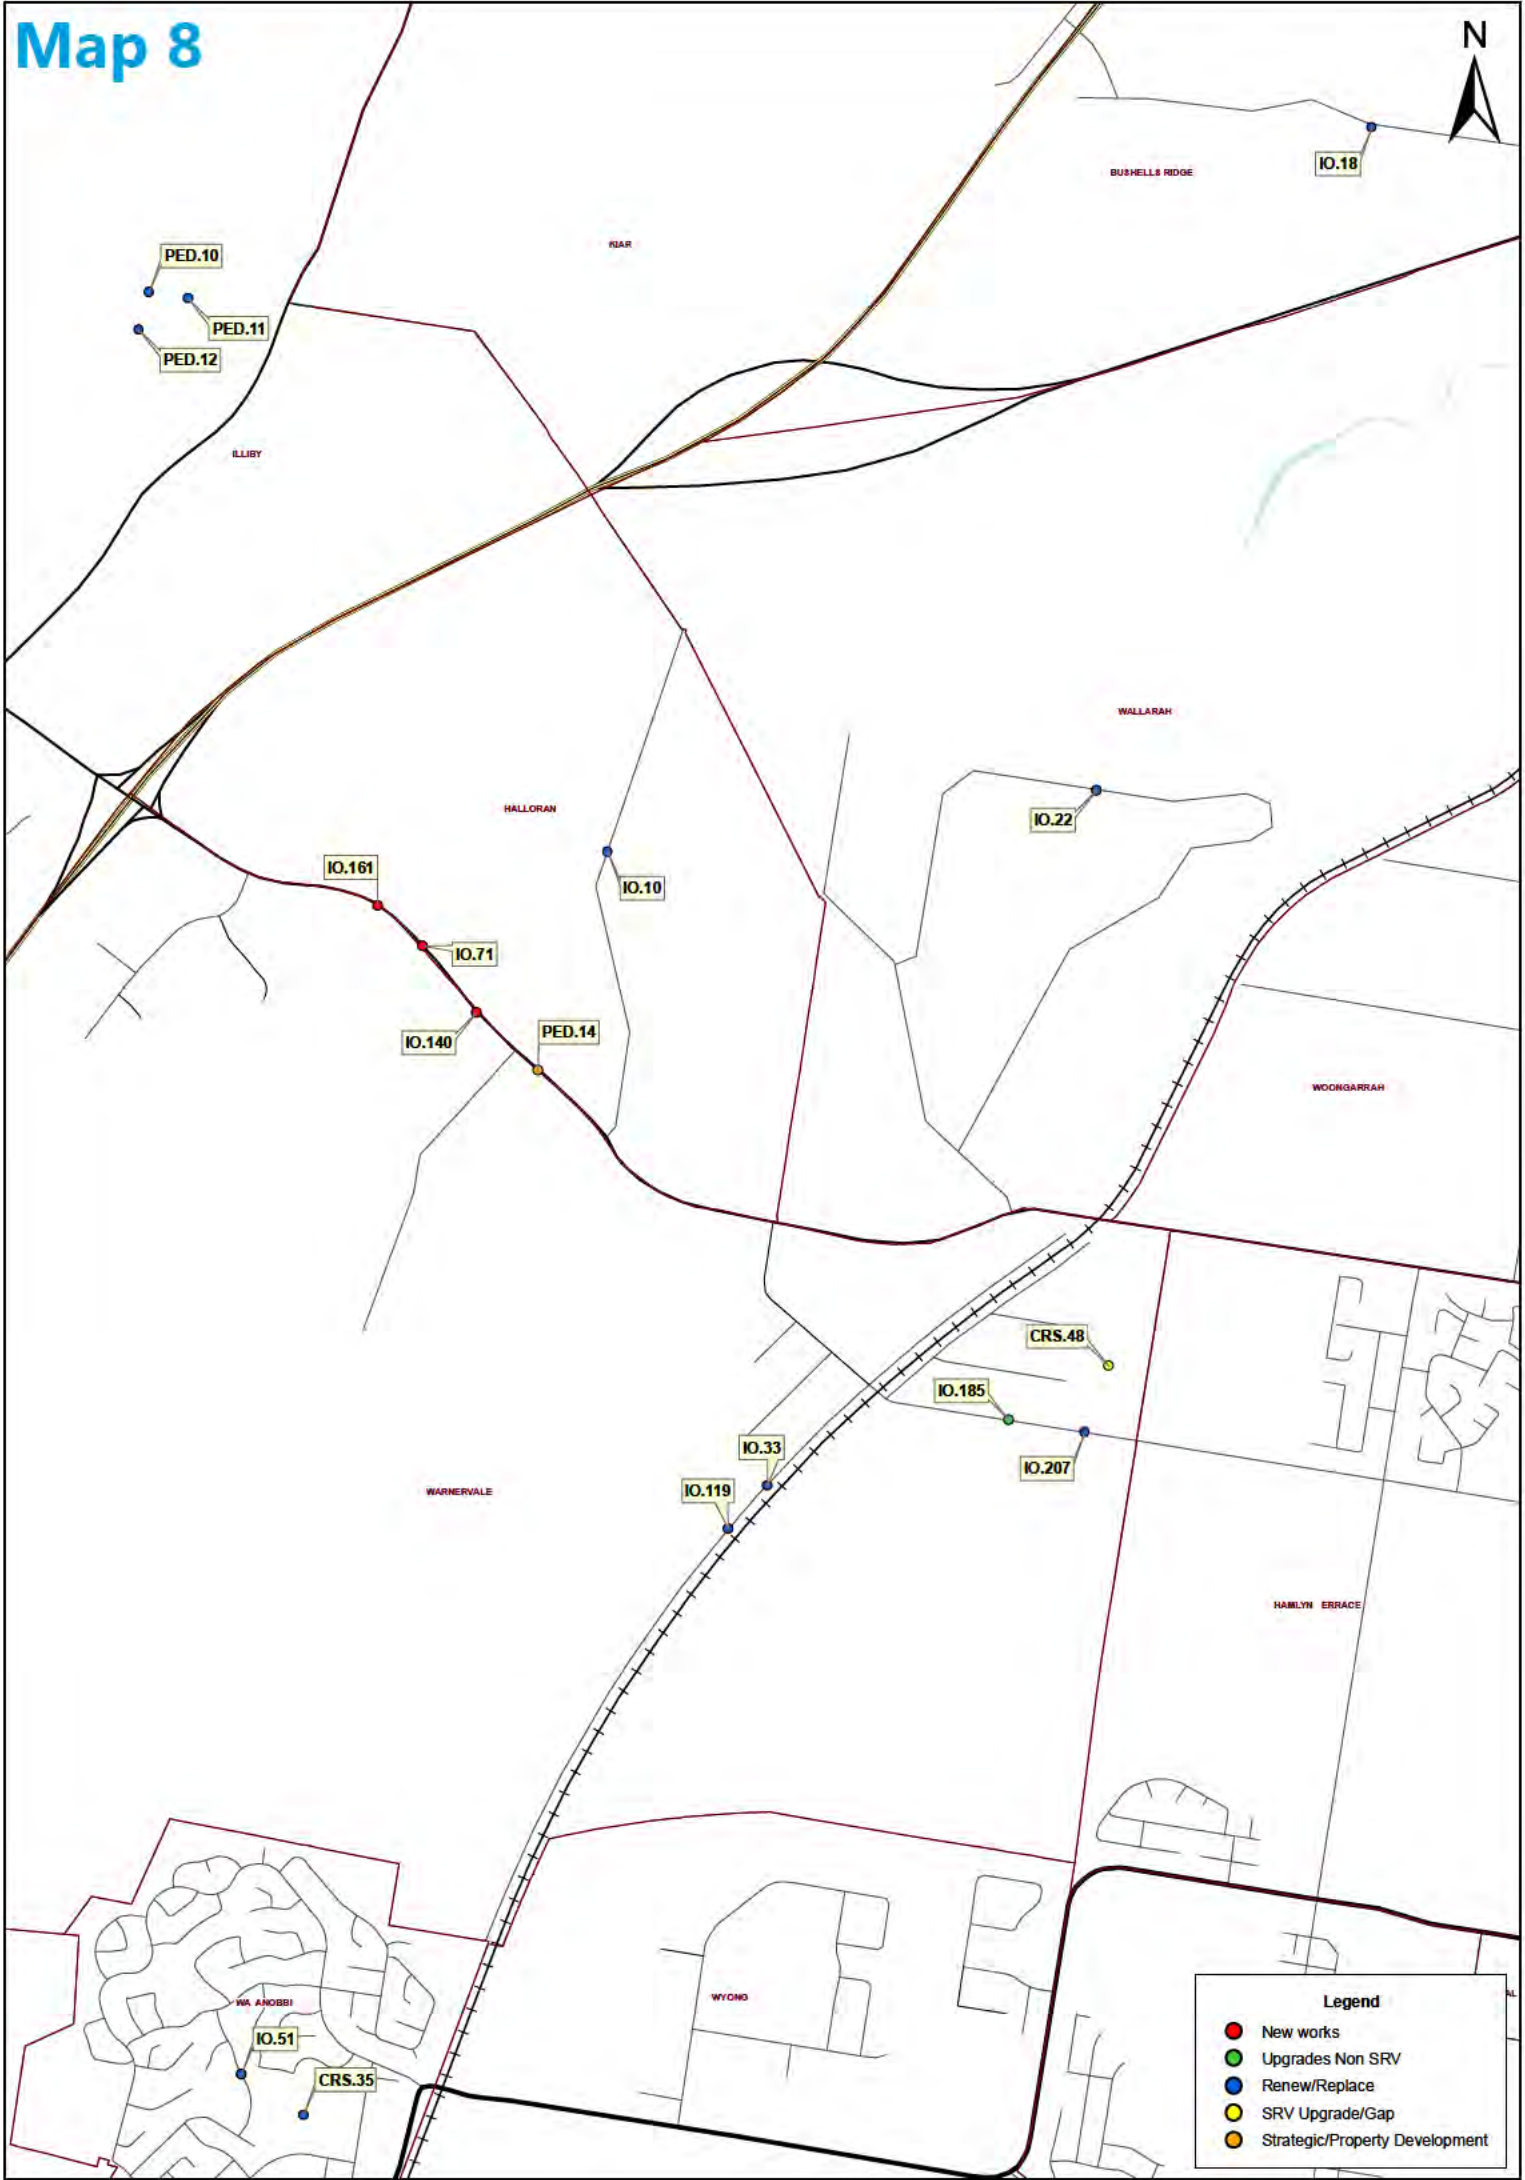 Map 8
N
IO.18
BUSHELLS RIDGE
KIAR
PED.10
PED.11
PED.12
ILLIBY
WALLARAH
HALLORAN
IO.22
IO.161
IO.10
IO.71
IO.140
PED.14
WOONGARRAH
CRS.48
IO.185
IO.33
IO.207
IO.119
WARNERVALE
HAMLYN ERRACE
WYONG
WA ANOBBI
AL
IO.51
CRS.35
Legend
New works
Upgrades Non SRV
Renew/Replace
SRV Upgrade/Gap
Strategic/Property Development